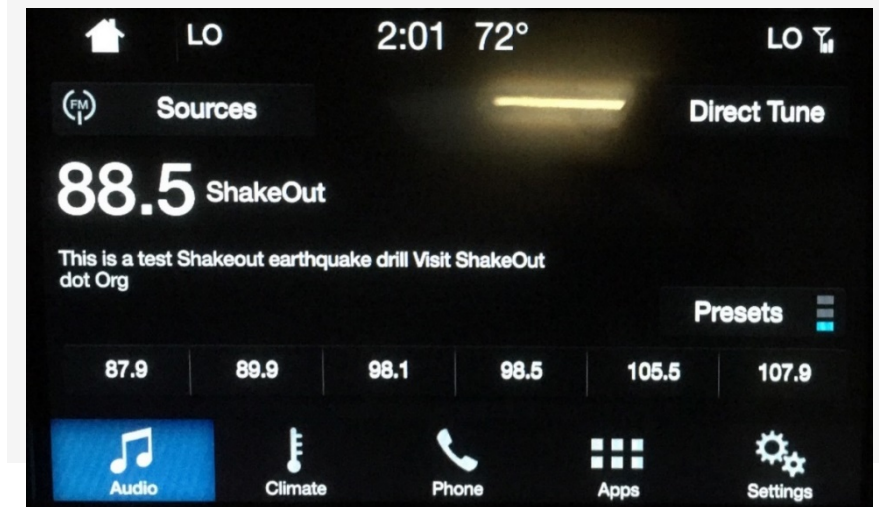 LO 2:01 72° LO
FM Sources Direct Tune
88.5 ShakeOut
This is a test Shakeout earthquake drill Visit ShakeOut
dot Org
Presets
87.9 89.9 98.1 98.5 105.5 107.9
Audio Climate Phone Apps Settings